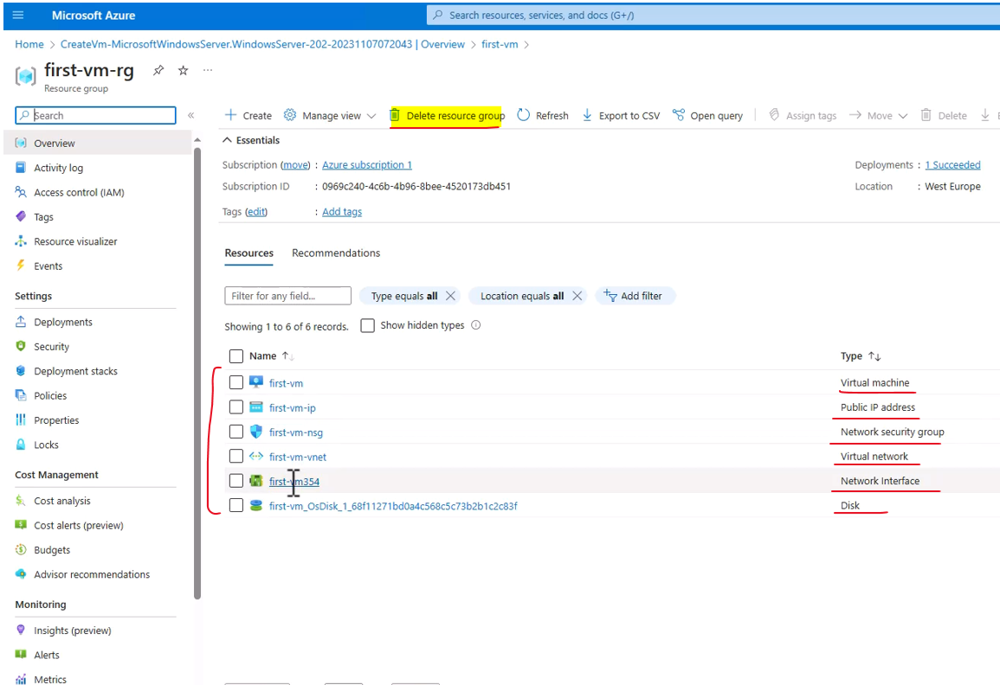 Microsoft Azure
Search resources, services, and docs (G+/)
Home > CreateVm-MicrosoftWindowsServer.WindowsServer-202-20231107072043 | Overview > first-vm >
first-vm-rg
Resource group
Search
«
Create Manage view Delete resource group Refresh Export to CSV Open query Assign tags Move Delete
Overview
Activity log
Access control (IAM)
Tags
Resource visualizer
Events
Settings
Deployments
Security
Deployment stacks
Policies
Properties
Locks
Cost Management
Cost analysis
Cost alerts (preview)
Budgets
Advisor recommendations
Monitoring
Insights (preview)
Alerts
Metrics
Essentials
Subscription (move) : Azure subscription 1
Subscription ID : 0969c240-4c6b-4b96-8bee-4520173db451
Tags (edit) : Add tags
Deployments : 1 Succeeded
Location : West Europe
Resources Recommendations
Filter for any field... Type equals all Location equals all Add filter
Showing 1 to 6 of 6 records. Show hidden types
Name Type
first-vm Virtual machine
first-vm-ip Public IP address
first-vm-nsg Network security group
first-vm-vnet Virtual network
first-vm354 Network Interface
first-vm_OsDisk_1_68f11271bd0a4c568c5c73b2b1c2c83f Disk